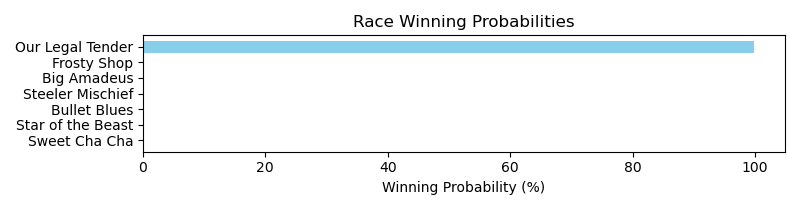 Race Winning Probabilities
Our Legal Tender
Frosty Shop
Big Amadeus
Steeler Mischief
Bullet Blues
Star of the Beast
Sweet Cha Cha
0 20 40 60 80 100
Winning Probability (%)